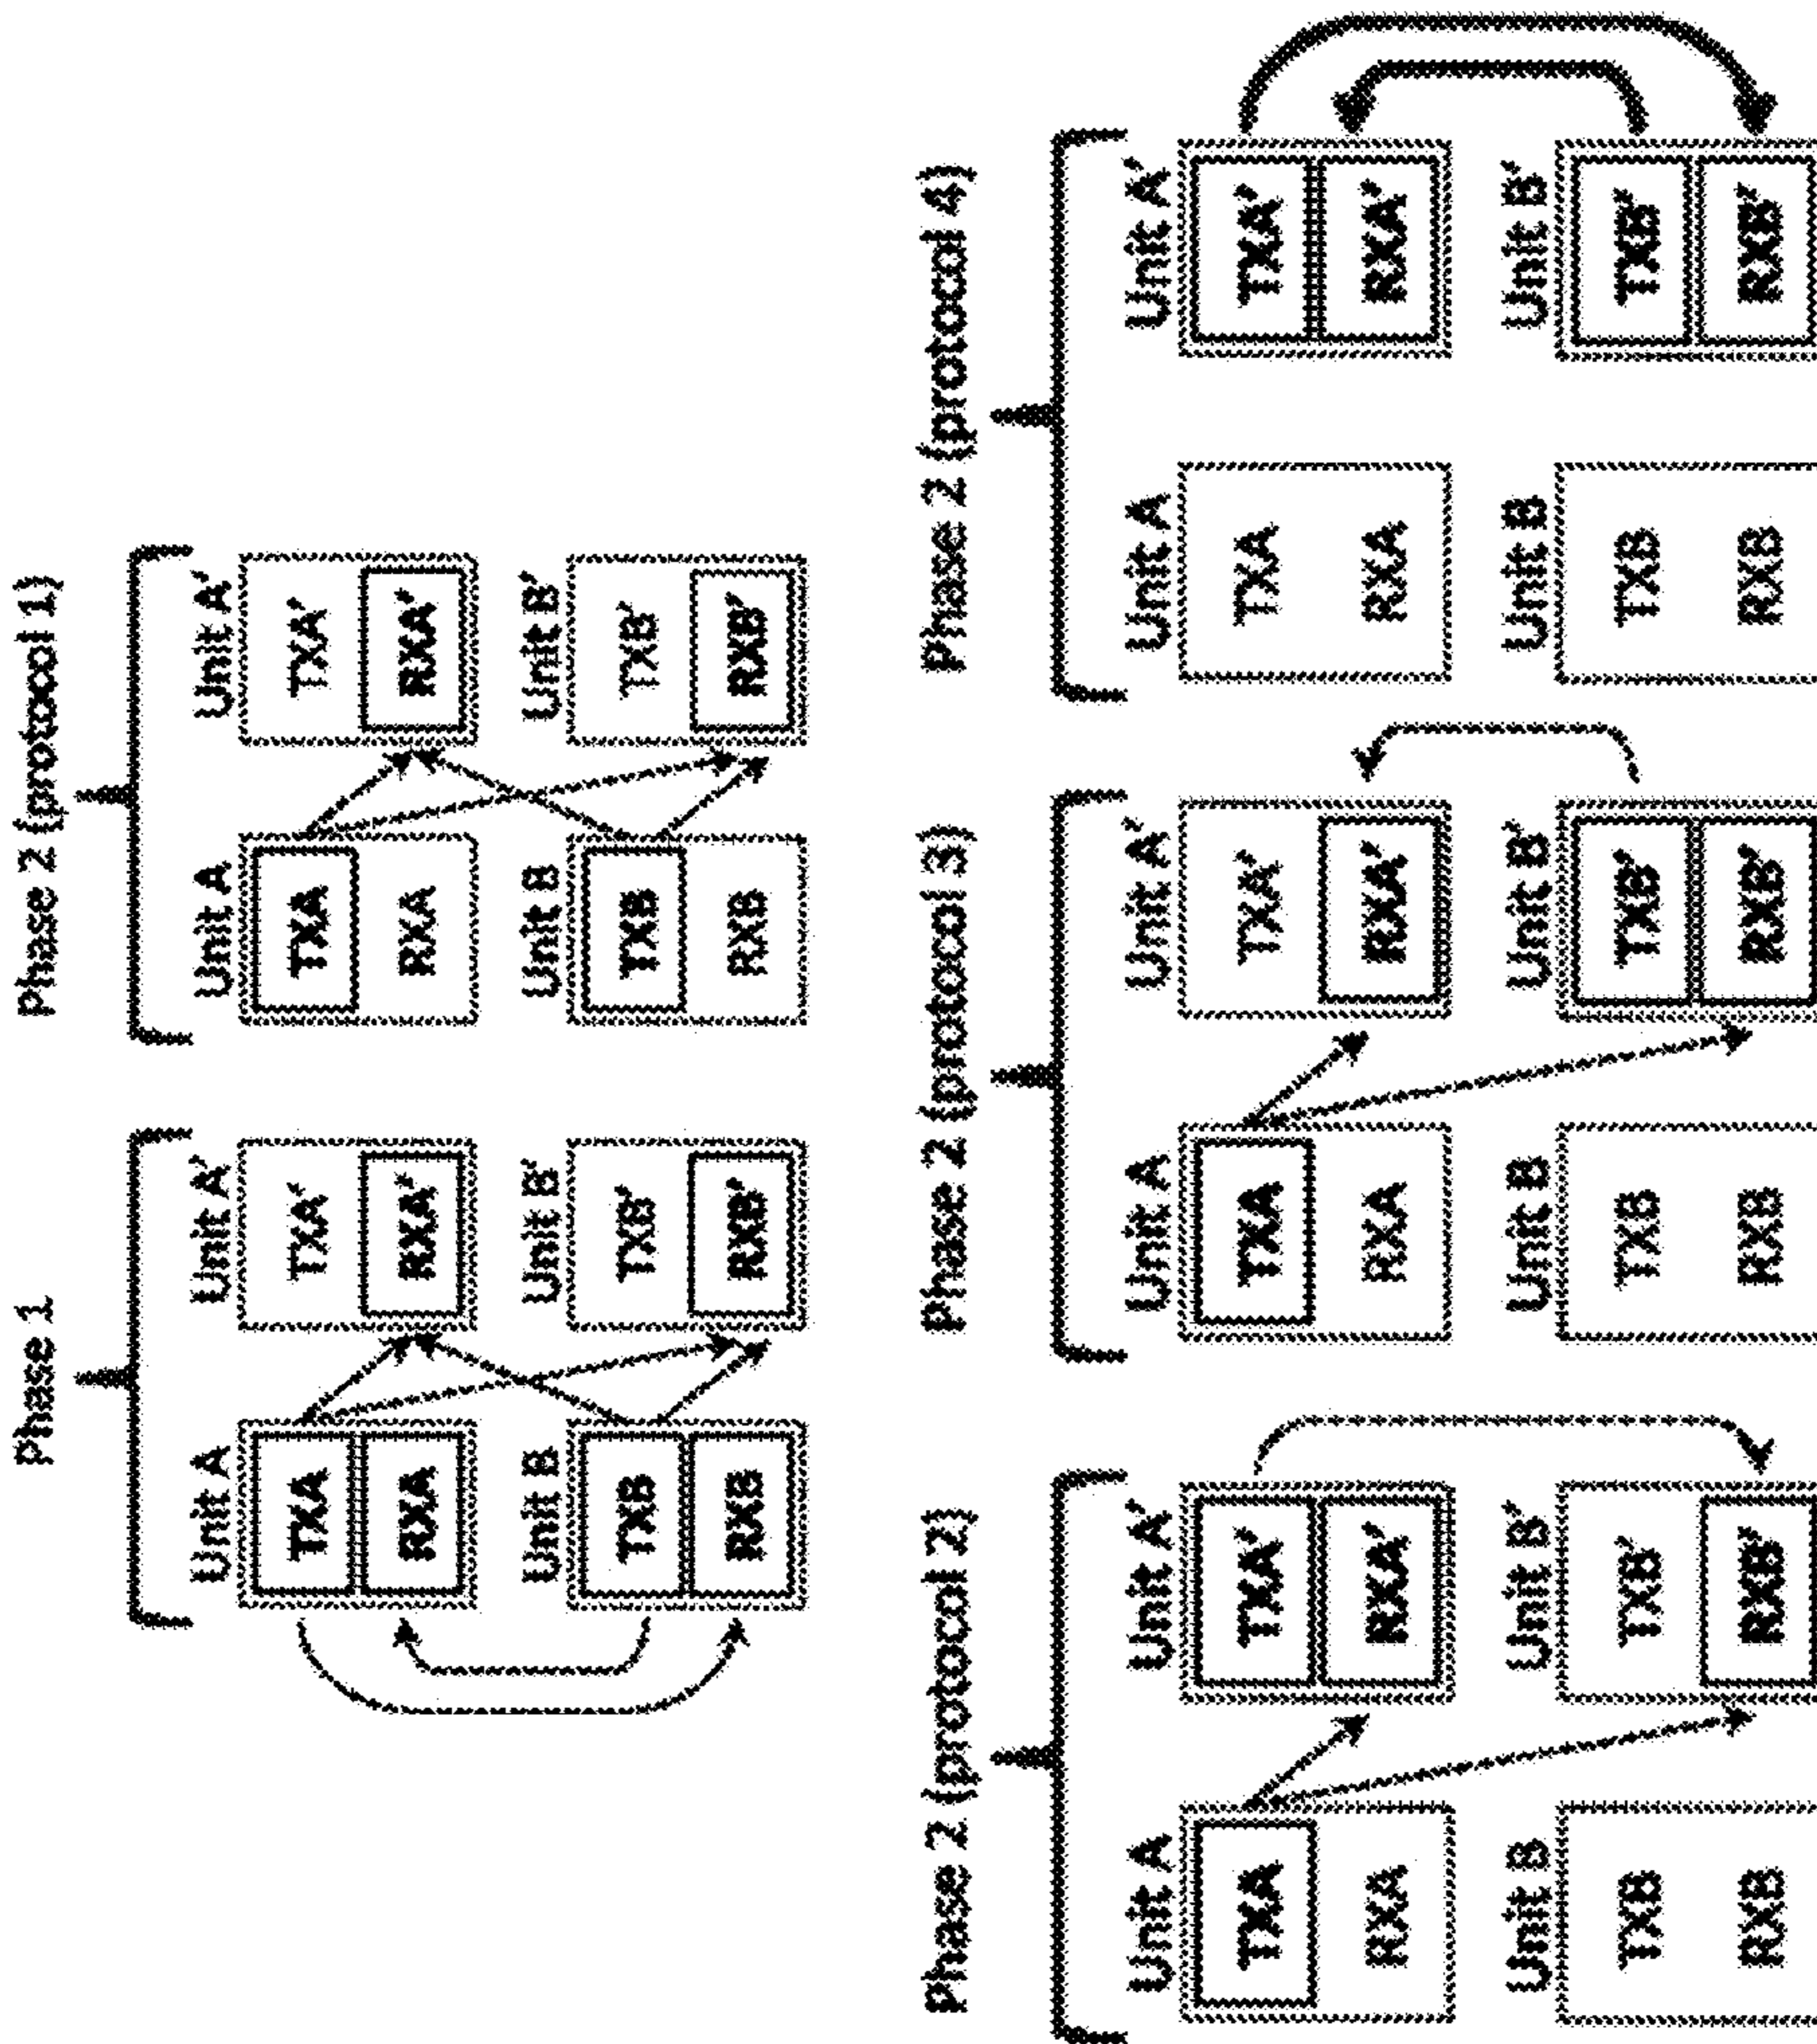 Phase 1
Unit A
TXA
RXA
Unit B
TXB
RXB
Unit A′
TXA′
RXA′
Unit B′
TXB′
RXB′
Phase 2 (protocol 1)
Unit A
TXA
RXA
Unit B
TXB
RXB
Unit A′
TXA′
RXA′
Unit B′
TXB′
RXB′
Phase 2 (protocol 2)
Unit A
TXA
RXA
Unit B
TXB
RXB
Unit A′
TXA′
RXA′
Unit B′
TXB′
RXB′
Phase 2 (protocol 3)
Unit A
TXA
RXA
Unit B
TXB
RXB
Unit A′
TXA′
RXA′
Unit B′
TXB′
RXB′
Phase 2 (protocol 4)
Unit A
TXA
RXA
Unit B
TXB
RXB
Unit A′
TXA′
RXA′
Unit B′
TXB′
RXB′